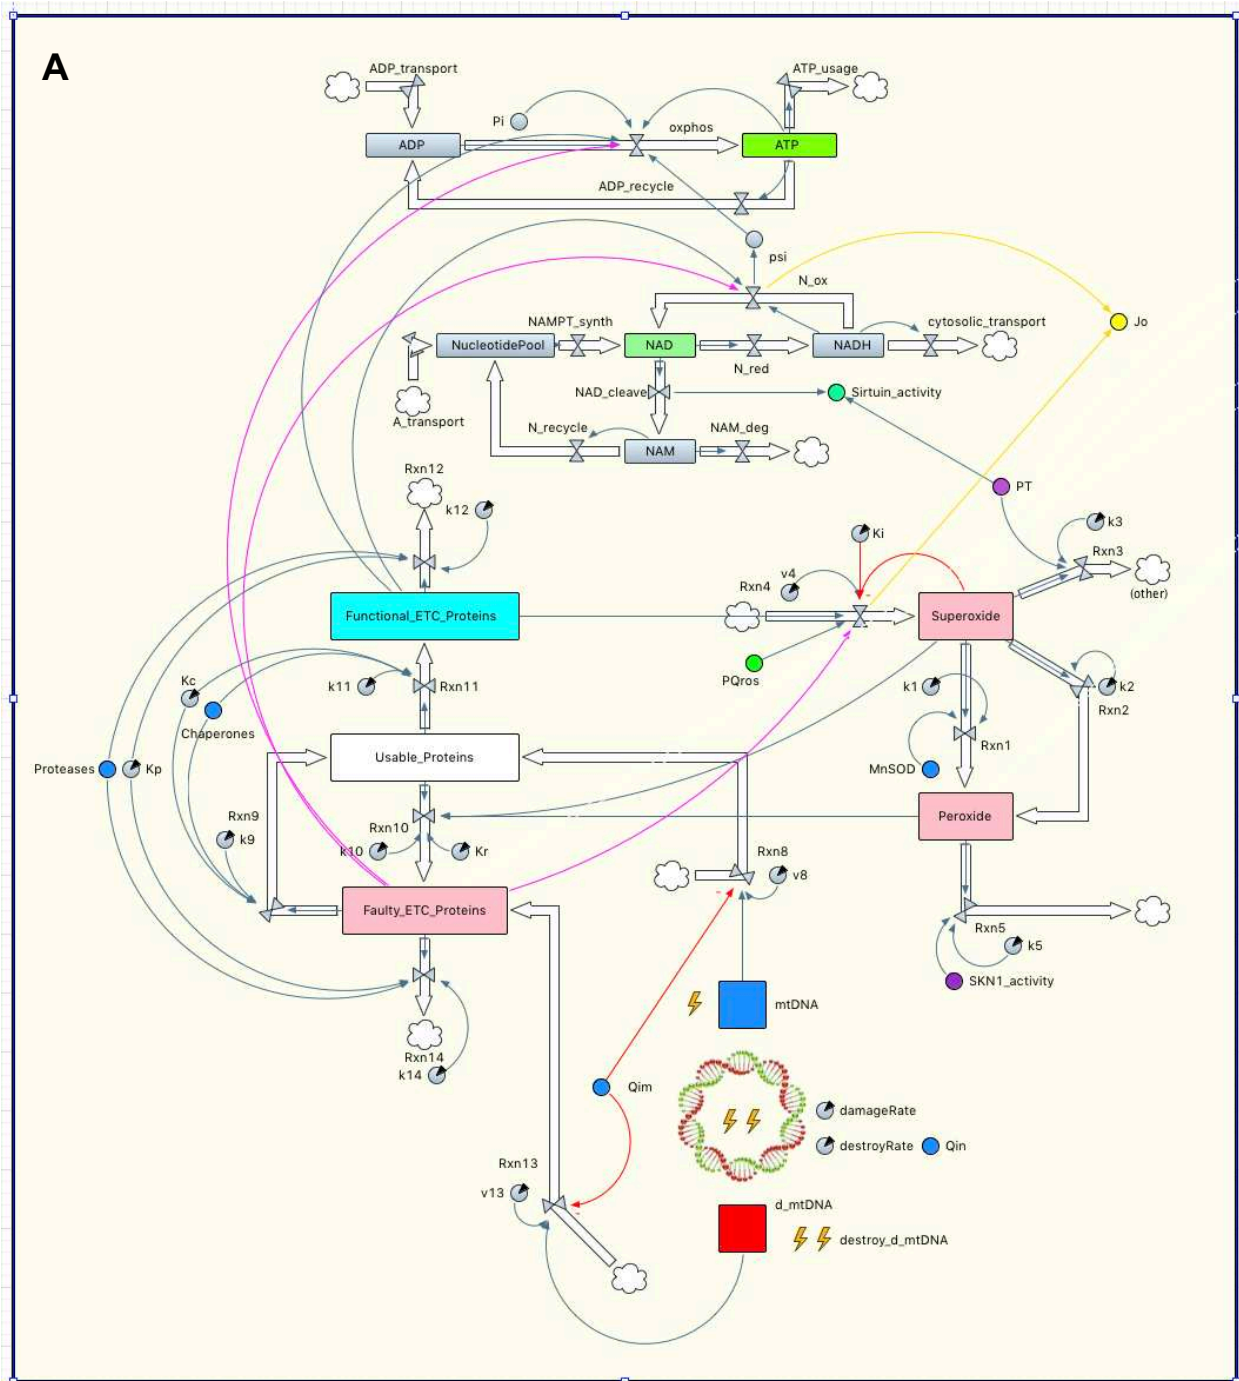 A
ADP_transport
ATP_usage
Pi
oxphos
ADP
ATP
ADP_recycle
psi
N_ox
Jo
NAMPT_synth
cytosolic_transport
NucleotidePool
NAD
NADH
N_red
NAD_cleave
Sirtuin_activity
A_transport
N_recycle
NAM_deg
NAM
Rxn12
PT
k12
k3
Ki
Rxn3
v4
Rxn4
(other)
Functional_ETC_Proteins
Superoxide
PQros
Kc
k11
Rxn11
k1
k2
Rxn2
Chaperones
Rxn1
Usable_Proteins
Proteases
Kp
MnSOD
Rxn9
Rxn10
Peroxide
k9
k10
Kr
Rxn8
v8
Faulty_ETC_Proteins
Rxn5
k5
SKN1_activity
mtDNA
Rxn14
k14
Qim
damageRate
destroyRate
Qin
Rxn13
v13
d_mtDNA
destroy_d_mtDNA